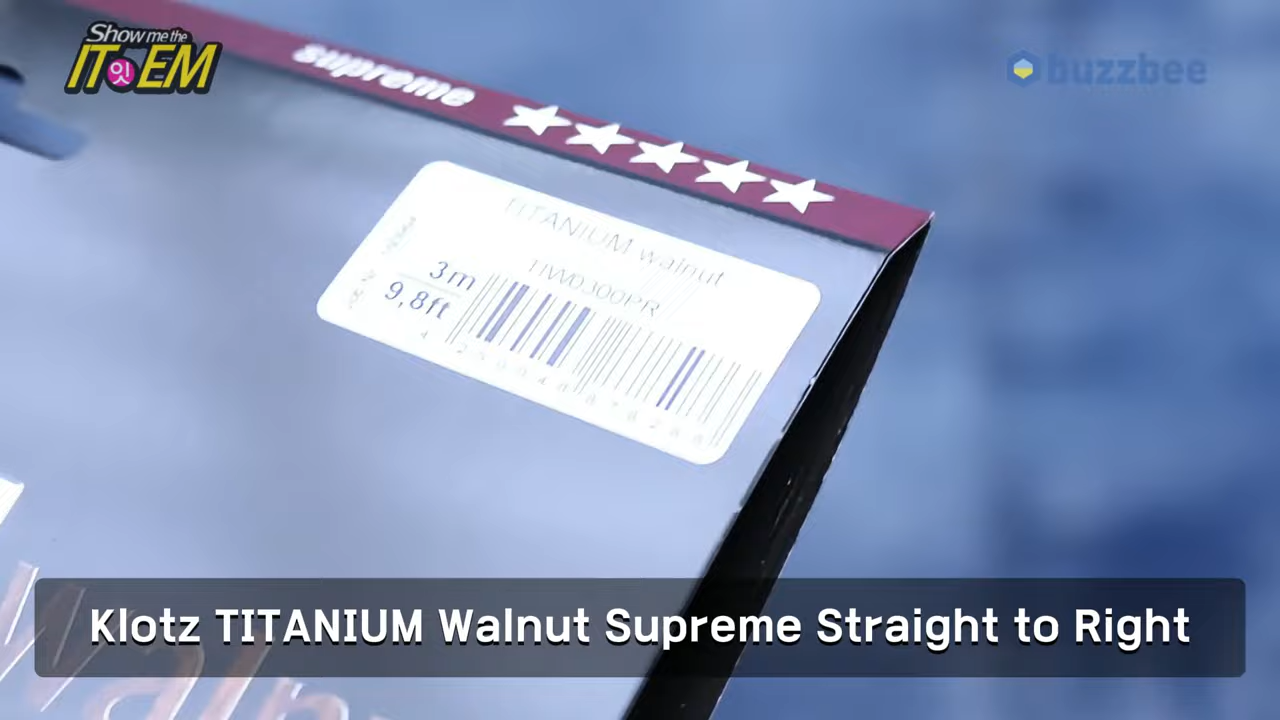 Show me the
IT잇EM
buzzbee
supreme
TITANIUM walnut
TIW0300PR
3m
9,8ft
Waln
Klotz TITANIUM Walnut Supreme Straight to Right